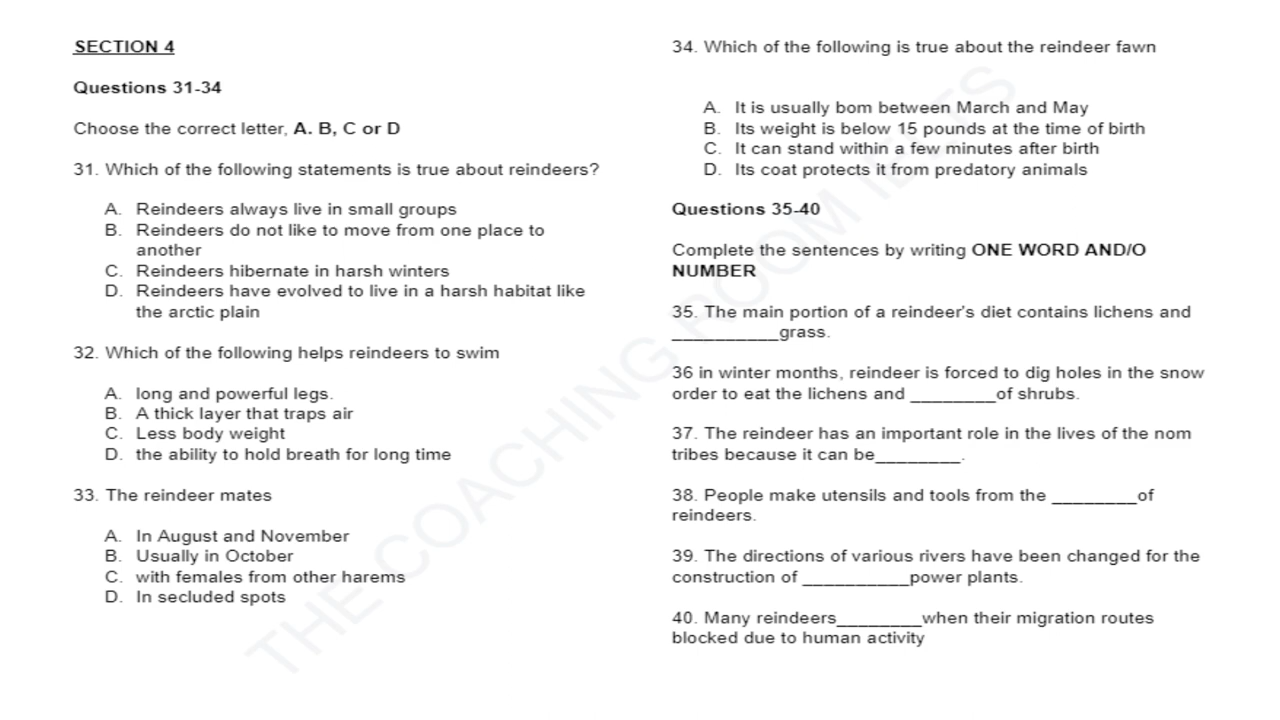 SECTION 4
Questions 31-34
Choose the correct letter, A. B, C or D
31. Which of the following statements is true about reindeers?
A. Reindeers always live in small groups
B. Reindeers do not like to move from one place to
another
C. Reindeers hibernate in harsh winters
D. Reindeers have evolved to live in a harsh habitat like
the arctic plain
32. Which of the following helps reindeers to swim
A. long and powerful legs.
B. A thick layer that traps air
C. Less body weight
D. the ability to hold breath for long time
33. The reindeer mates
A. In August and November
B. Usually in October
C. with females from other harems
D. In secluded spots
34. Which of the following is true about the reindeer fawn
A. It is usually bom between March and May
B. Its weight is below 15 pounds at the time of birth
C. It can stand within a few minutes after birth
D. Its coat protects it from predatory animals
Questions 35-40
Complete the sentences by writing ONE WORD AND/O
NUMBER
35. The main portion of a reindeer's diet contains lichens and
__________grass.
36 in winter months, reindeer is forced to dig holes in the snow
order to eat the lichens and ________of shrubs.
37. The reindeer has an important role in the lives of the nom
tribes because it can be________.
38. People make utensils and tools from the ________of
reindeers.
39. The directions of various rivers have been changed for the
construction of __________power plants.
40. Many reindeers________when their migration routes
blocked due to human activity
THE COACHING ROOM IELTS